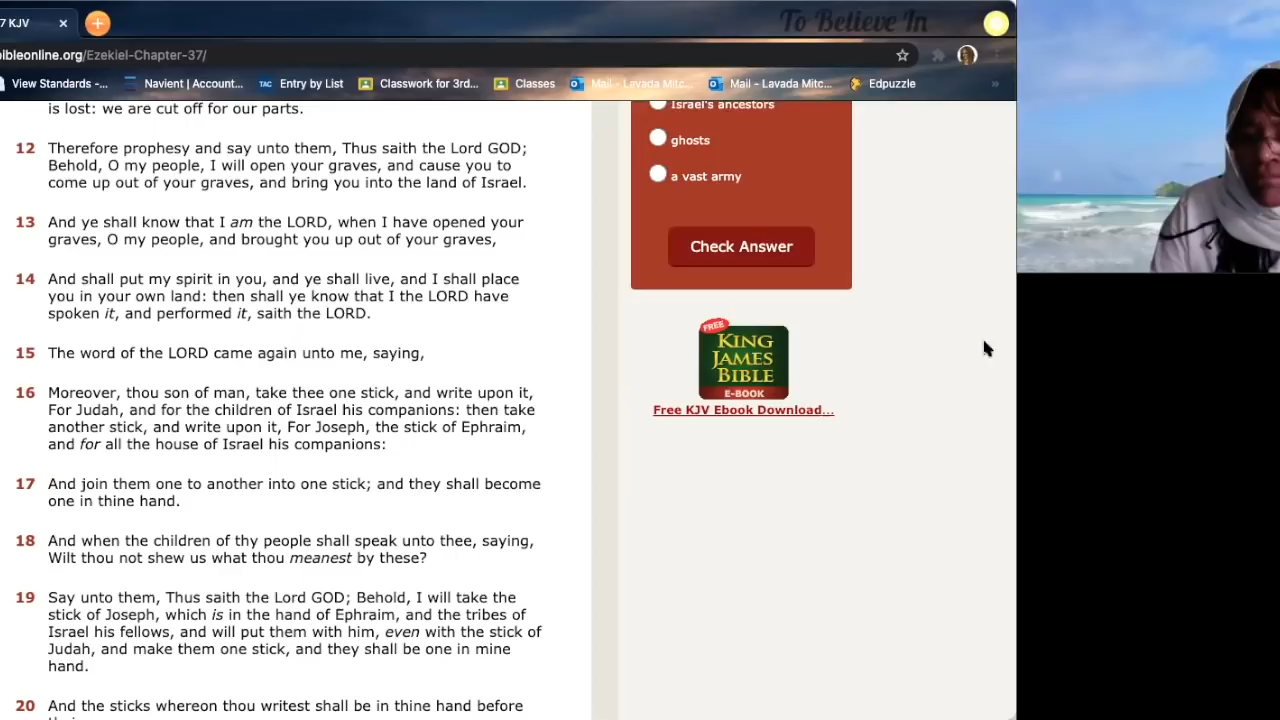 To Believe In
7 KJV
ibleonline.org/Ezekiel-Chapter-37/
View Standards -...
Navient | Account...
TAC Entry by List
Classwork for 3rd...
Classes
Mail - Lavada Mitc...
Mail - Lavada Mitc...
Edpuzzle
is lost: we are cut off for our parts.
12 Therefore prophesy and say unto them, Thus saith the Lord GOD;
Behold, O my people, I will open your graves, and cause you to
come up out of your graves, and bring you into the land of Israel.
13 And ye shall know that I am the LORD, when I have opened your
graves, O my people, and brought you up out of your graves,
14 And shall put my spirit in you, and ye shall live, and I shall place
you in your own land: then shall ye know that I the LORD have
spoken it, and performed it, saith the LORD.
15 The word of the LORD came again unto me, saying,
16 Moreover, thou son of man, take thee one stick, and write upon it,
For Judah, and for the children of Israel his companions: then take
another stick, and write upon it, For Joseph, the stick of Ephraim,
and for all the house of Israel his companions:
17 And join them one to another into one stick; and they shall become
one in thine hand.
18 And when the children of thy people shall speak unto thee, saying,
Wilt thou not shew us what thou meanest by these?
19 Say unto them, Thus saith the Lord GOD; Behold, I will take the
stick of Joseph, which is in the hand of Ephraim, and the tribes of
Israel his fellows, and will put them with him, even with the stick of
Judah, and make them one stick, and they shall be one in mine
hand.
20 And the sticks whereon thou writest shall be in thine hand before
Israel's ancestors
ghosts
a vast army
Check Answer
FREE
KING
JAMES
BIBLE
E-BOOK
Free KJV Ebook Download...